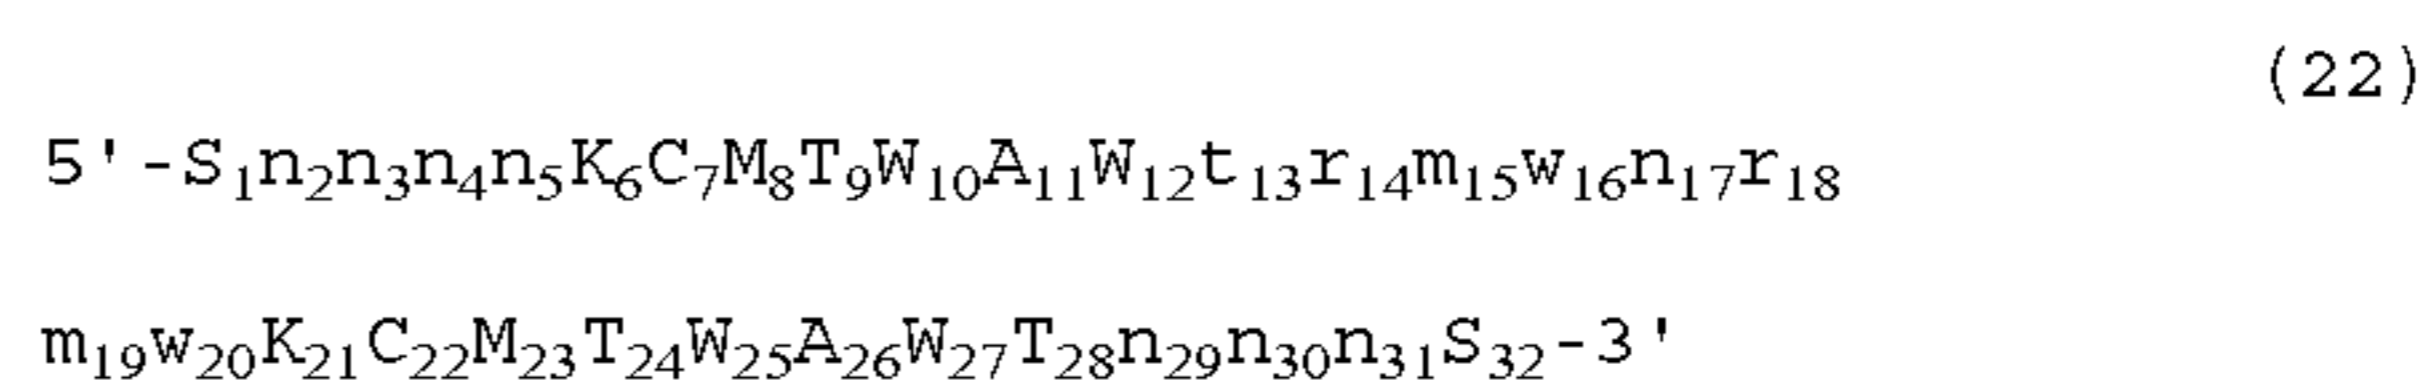 (22)
5'-S₁n₂n₃n₄n₅K₆C₇M₈T₉W₁₀A₁₁W₁₂t₁₃r₁₄m₁₅w₁₆n₁₇r₁₈
m₁₉w₂₀K₂₁C₂₂M₂₃T₂₄W₂₅A₂₆W₂₇T₂₈n₂₉n₃₀n₃₁S₃₂-3'